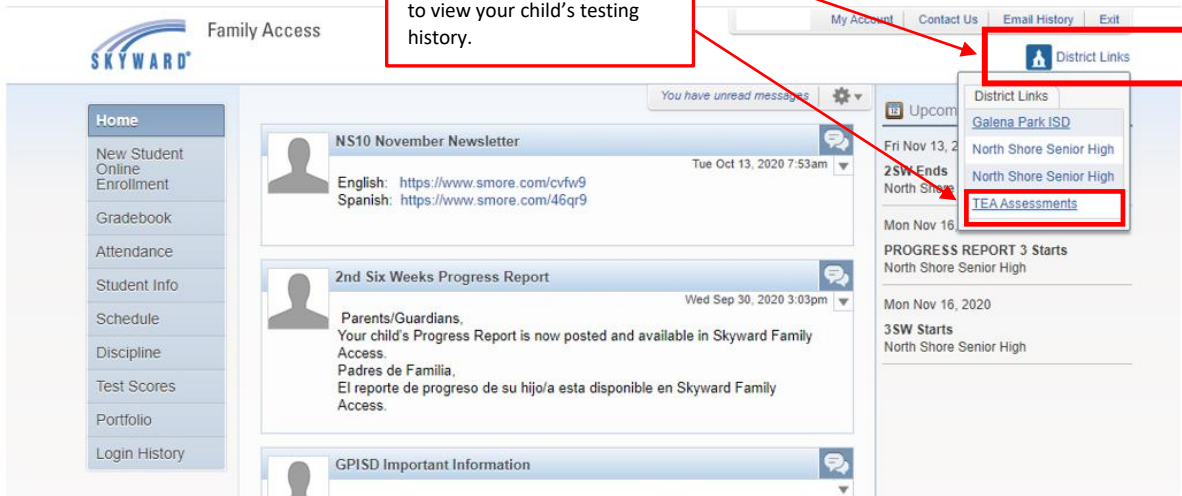 to view your child's testing
history.
Family Access
SKYWARD
My Account
Contact Us
Email History
Exit
District Links
You have unread messages
Home
New Student
Online
Enrollment
Gradebook
Attendance
Student Info
Schedule
Discipline
Test Scores
Portfolio
Login History
NS10 November Newsletter
Tue Oct 13, 2020 7:53am
English: https://www.smore.com/cvfw9
Spanish: https://www.smore.com/46qr9
2nd Six Weeks Progress Report
Wed Sep 30, 2020 3:03pm
Parents/Guardians,
Your child's Progress Report is now posted and available in Skyward Family
Access.
Padres de Familia,
El reporte de progreso de su hijo/a esta disponible en Skyward Family
Access.
GPISD Important Information
District Links
Galena Park ISD
North Shore Senior High
North Shore Senior High
TEA Assessments
Upcom
Fri Nov 13, 2
2SW Ends
North Shore
Mon Nov 16,
PROGRESS REPORT 3 Starts
North Shore Senior High
Mon Nov 16, 2020
3SW Starts
North Shore Senior High